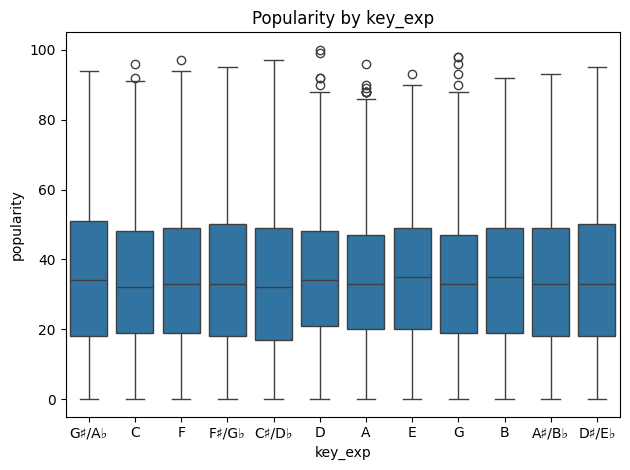 Popularity by key_exp
popularity
100
80
60
40
20
0
G♯/A♭ C F F♯/G♭ C♯/D♭ D A E G B A♯/B♭ D♯/E♭
key_exp